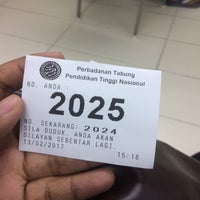 Perbadanan Tabung
Pendidikan Tinggi Nasional
NO. ANDA :
2025
NO. SEKARANG: 2024
SILA DUDUK. ANDA AKAN
DILAYAN SEBENTAR LAGI.
13/02/2017 15:16